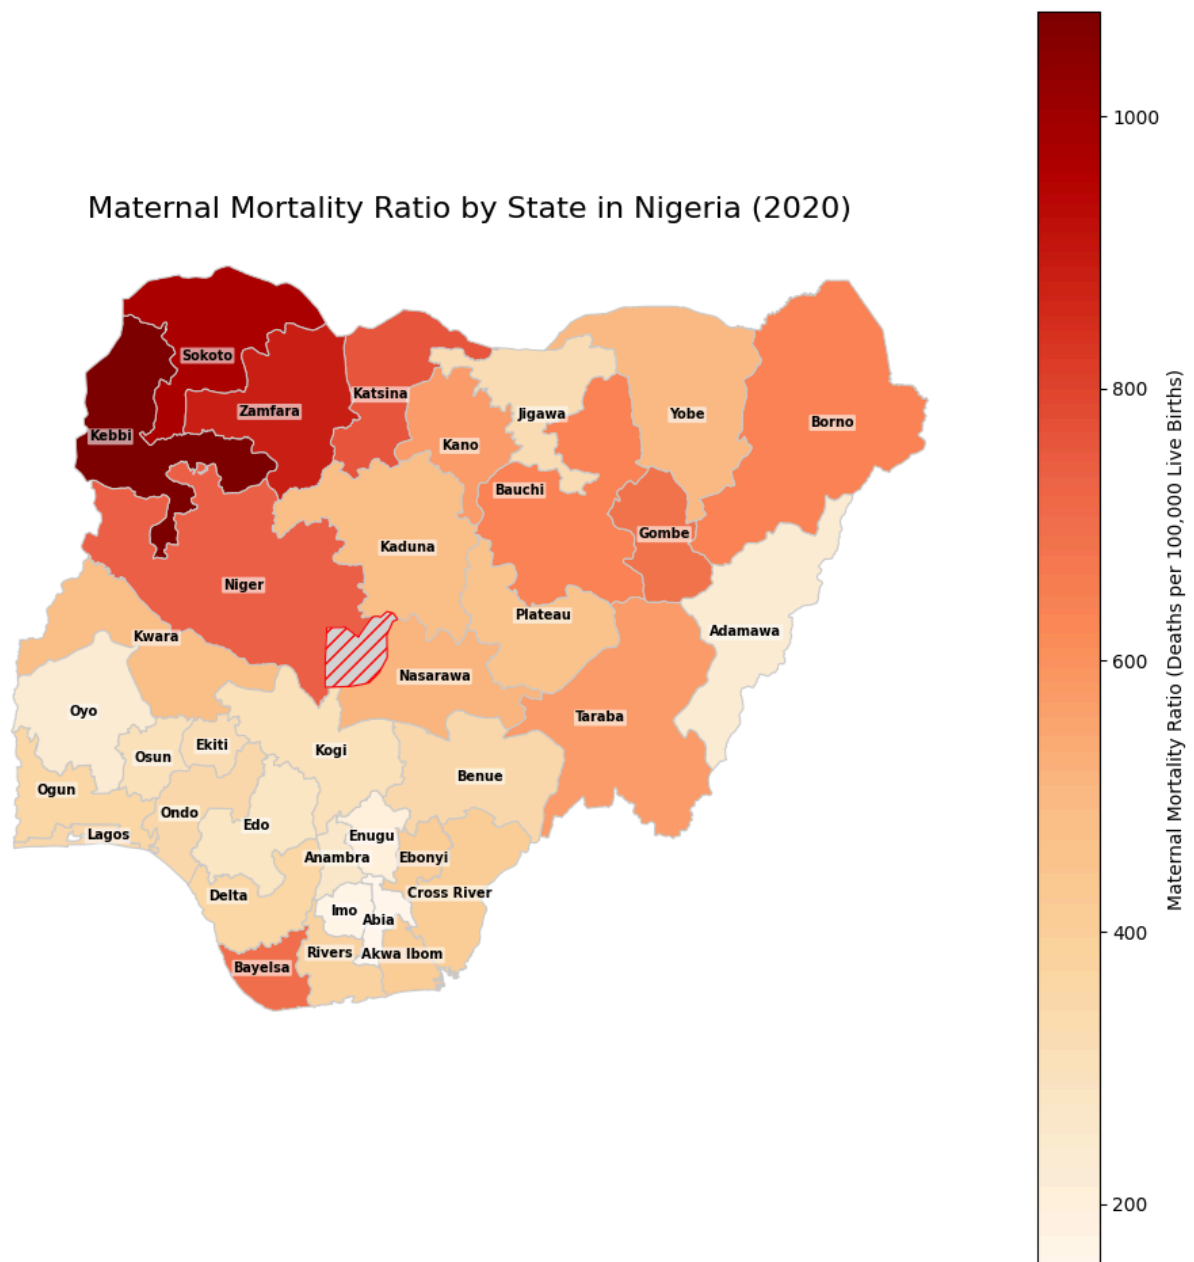 Maternal Mortality Ratio by State in Nigeria (2020)
Sokoto
Katsina
Zamfara
Jigawa
Yobe
Borno
Kebbi
Kano
Bauchi
Gombe
Kaduna
Niger
Plateau
Adamawa
Kwara
Nasarawa
Oyo
Taraba
Ekiti
Kogi
Osun
Benue
Ogun
Ondo
Edo
Lagos
Enugu
Anambra
Ebonyi
Delta
Cross River
Imo
Abia
Rivers
Akwa Ibom
Bayelsa
1000
800
600
400
200
Maternal Mortality Ratio (Deaths per 100,000 Live Births)